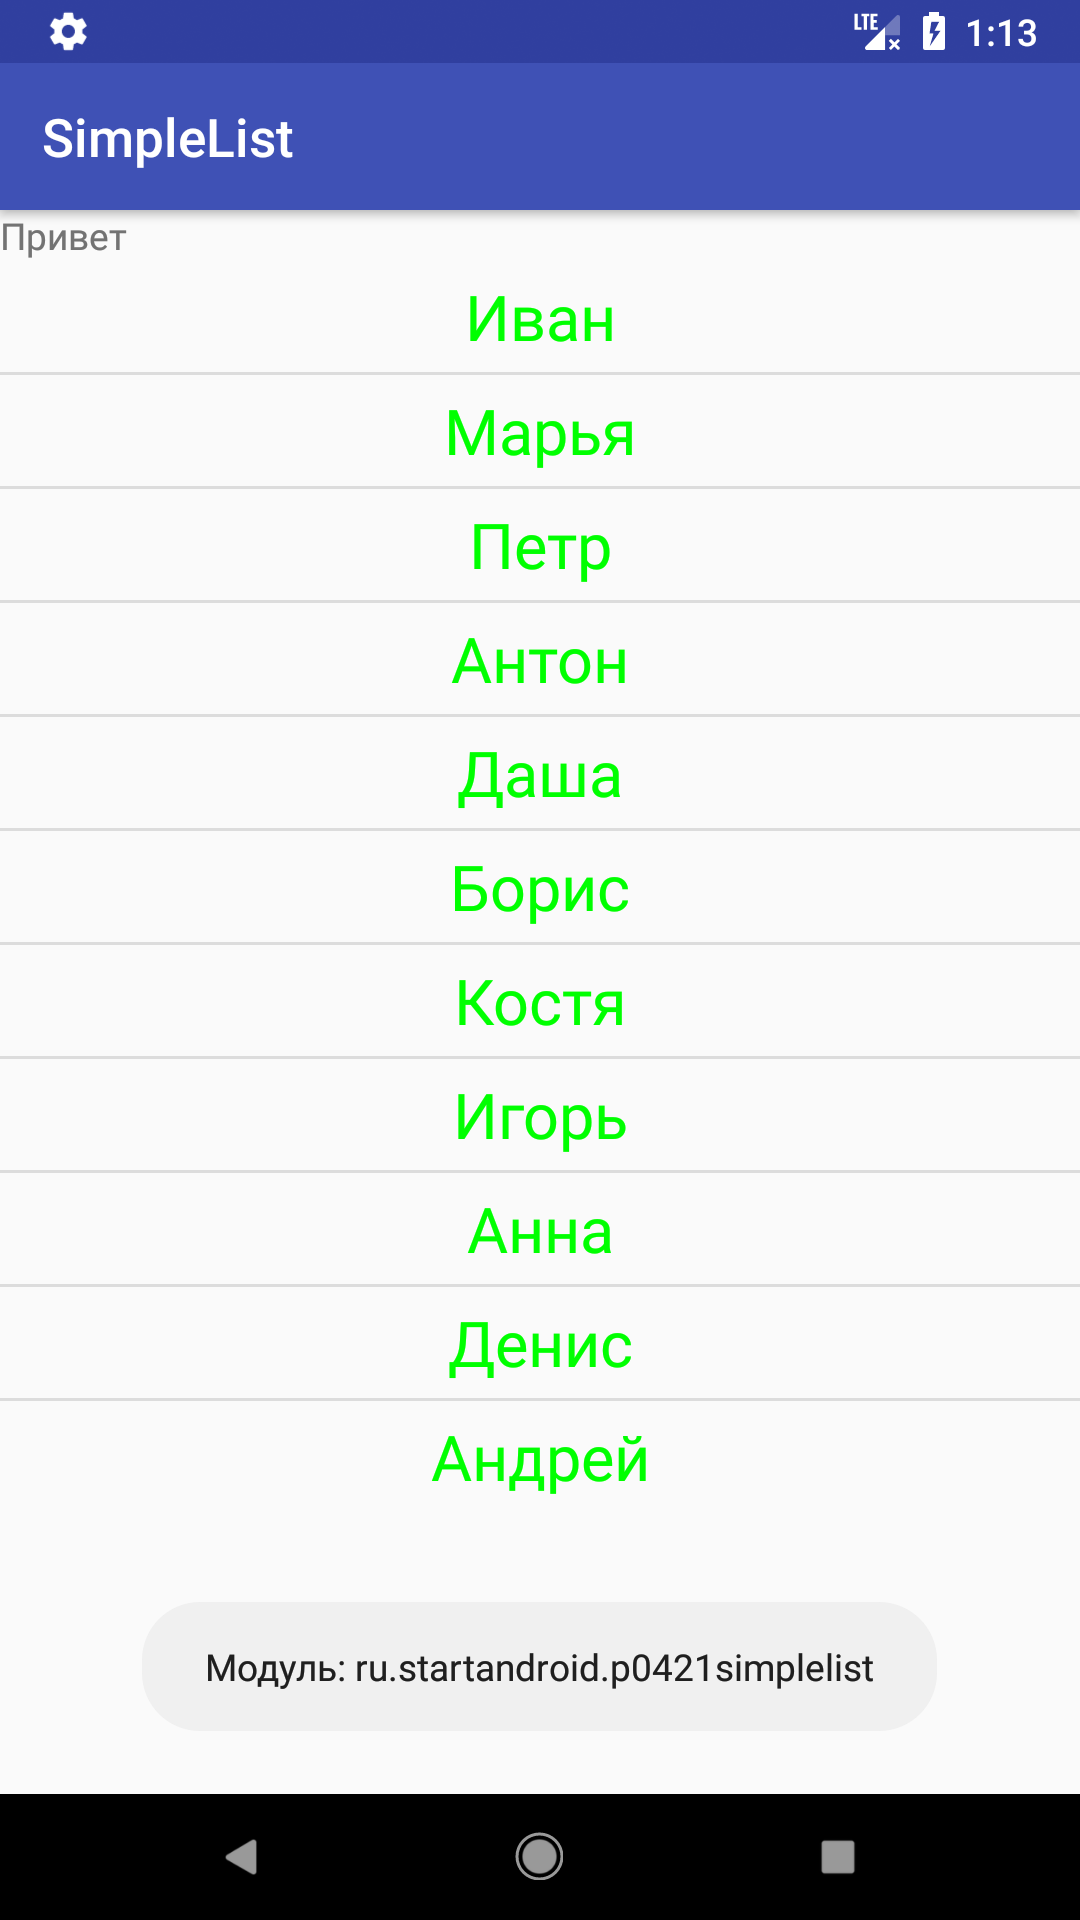 LTE 1:13
SimpleList
Привет
Иван
Марья
Петр
Антон
Даша
Борис
Костя
Игорь
Анна
Денис
Андрей
Модуль: ru.startandroid.p0421simplelist